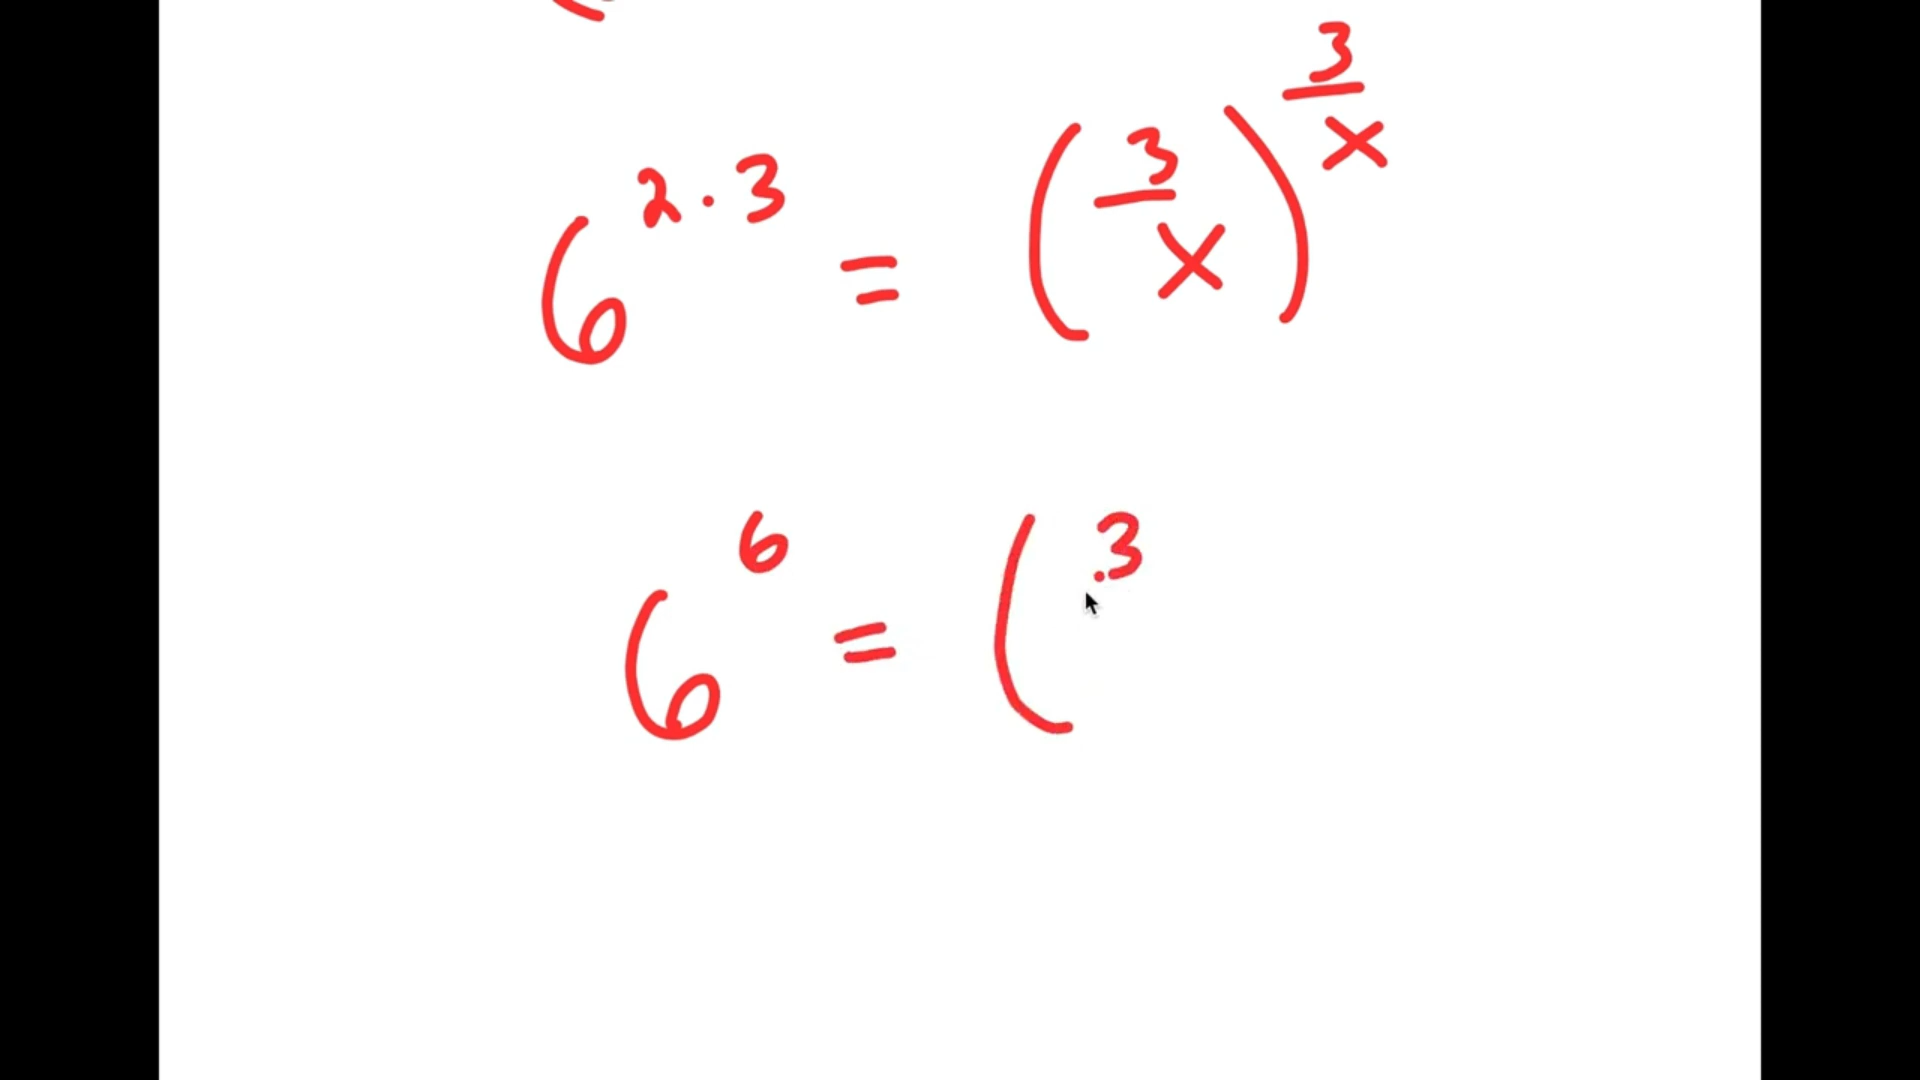 6^{2·3} = (3/x)^{3/x}
6^6 = (3